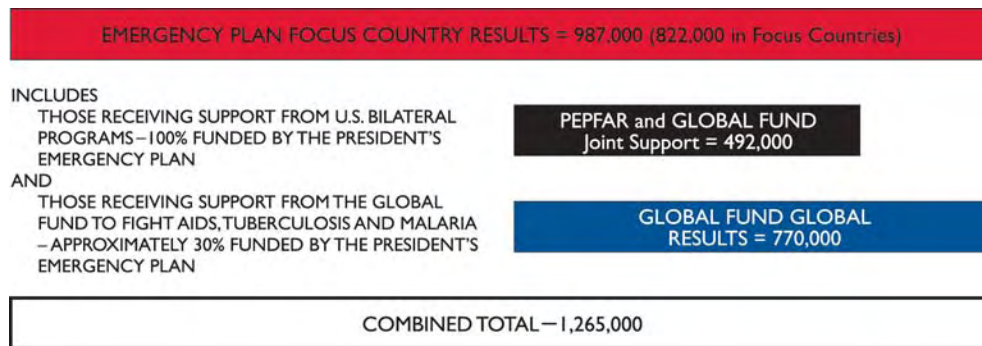 EMERGENCY PLAN FOCUS COUNTRY RESULTS = 987,000 (822,000 in Focus Countries)
INCLUDES
THOSE RECEIVING SUPPORT FROM U.S. BILATERAL
PROGRAMS–100% FUNDED BY THE PRESIDENT'S
EMERGENCY PLAN
AND
THOSE RECEIVING SUPPORT FROM THE GLOBAL
FUND TO FIGHT AIDS, TUBERCULOSIS AND MALARIA
– APPROXIMATELY 30% FUNDED BY THE PRESIDENT'S
EMERGENCY PLAN
PEPFAR and GLOBAL FUND
Joint Support = 492,000
GLOBAL FUND GLOBAL
RESULTS = 770,000
COMBINED TOTAL—1,265,000